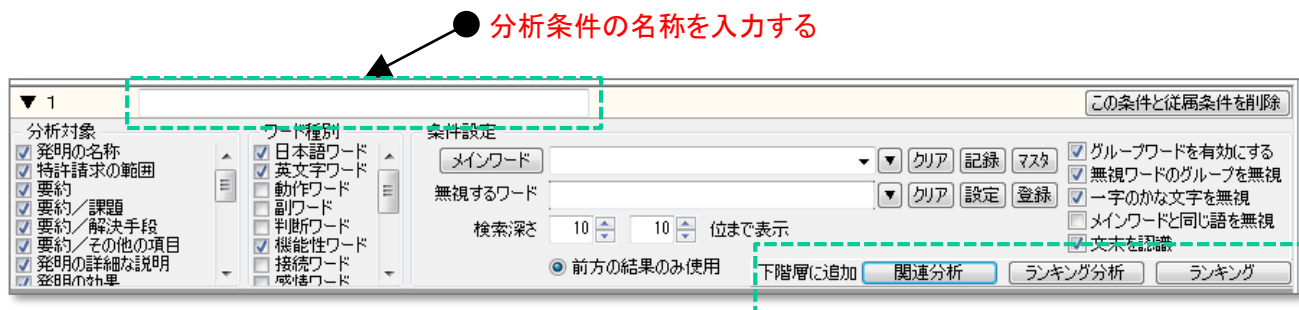 分析条件の名称を入力する
▼ 1
この条件と従属条件を削除
分析対象
発明の名称
特許請求の範囲
要約
要約／課題
要約／解決手段
要約／その他の項目
発明の詳細な説明
発明の効果
ワード種別
日本語ワード
英文字ワード
動作ワード
副ワード
判断ワード
機能性ワード
接続ワード
感情ワード
条件設定
メインワード ▼ クリア 記録 マスタ
無視するワード ▼ クリア 設定 登録
検索深さ 10 10 位まで表示
前方の結果のみ使用
グループワードを有効にする
無視ワードのグループを無視
一字のかな文字を無視
メインワードと同じ語を無視
文末を認識
下階層に追加 関連分析 ランキング分析 ランキング